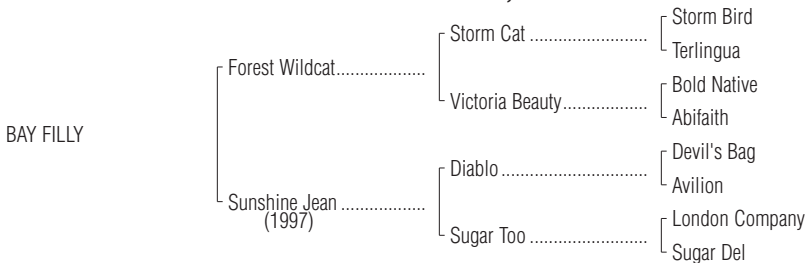 Storm Bird
Storm Cat ..........................
Terlingua
Forest Wildcat...................
Bold Native
Victoria Beauty...................
Abifaith
BAY FILLY
Devil's Bag
Diablo .................................
Avilion
Sunshine Jean ...................
(1997)
London Company
Sugar Too ..........................
Sugar Del